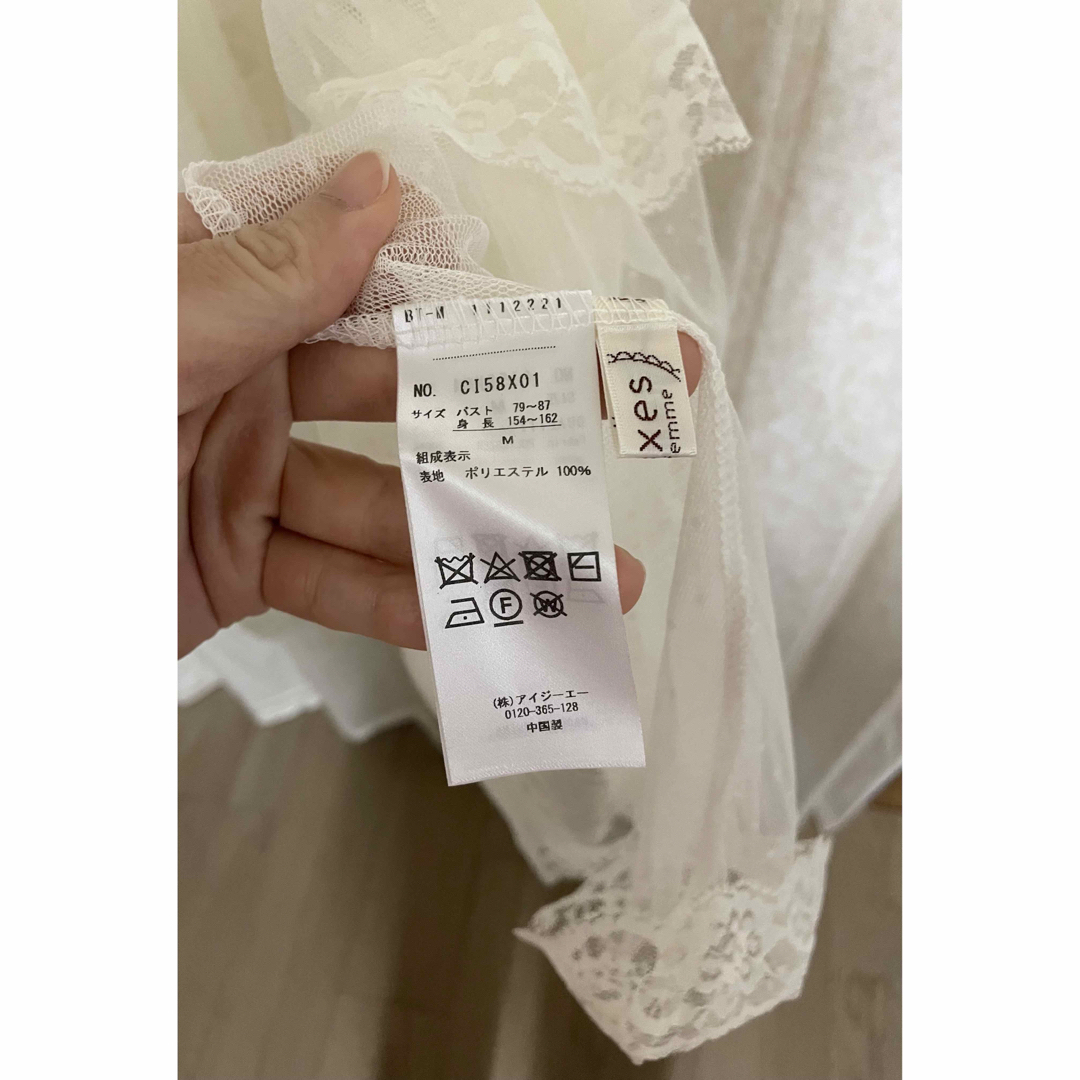 BT-M 1112221
NO. CI58X01
サイズ バスト 79〜87
身長 154〜162
M
組成表示
表地 ポリエステル 100%
F
W
(株)アイジーエー
0120-365-128
中国製
xes
emme